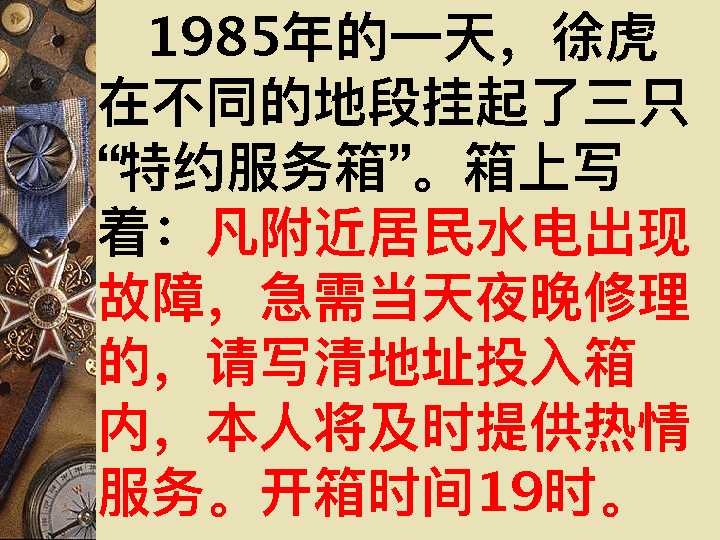 1985年的一天，徐虎
在不同的地段挂起了三只
“特约服务箱”。箱上写
着：凡附近居民水电出现
故障，急需当天夜晚修理
的，请写清地址投入箱
内，本人将及时提供热情
服务。开箱时间19时。